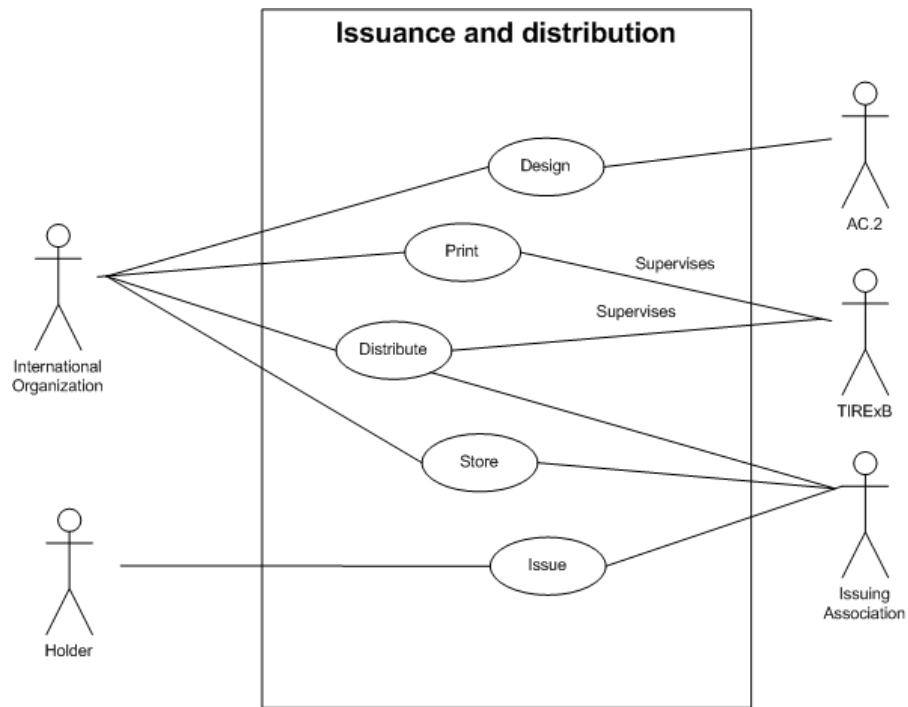 Issuance and distribution
Design
AC.2
Print
Supervises
International
Organization
Supervises
Distribute
TIRExB
Store
Issue
Issuing
Association
Holder